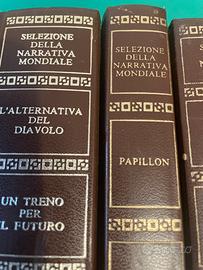 SELEZIONE
DELLA
NARRATIVA
MONDIALE
L'ALTERNATIVA
DEL
DIAVOLO
UN TRENO
PER
IL FUTURO
SELEZIONE
DELLA
NARRATIVA
MONDIALE
PAPILLON